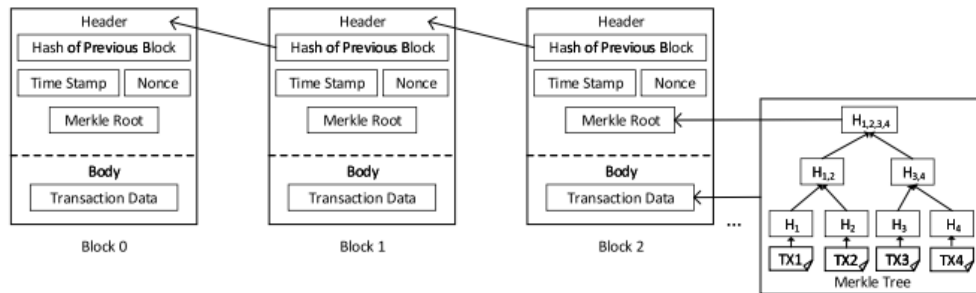 Header
Hash of Previous Block
Time Stamp
Nonce
Merkle Root
Body
Transaction Data
Block 0
Header
Hash of Previous Block
Time Stamp
Nonce
Merkle Root
Body
Transaction Data
Block 1
Header
Hash of Previous Block
Time Stamp
Nonce
Merkle Root
Body
Transaction Data
Block 2
...
H1,2,3,4
H1,2
H3,4
H1
H2
H3
H4
TX1
TX2
TX3
TX4
Merkle Tree